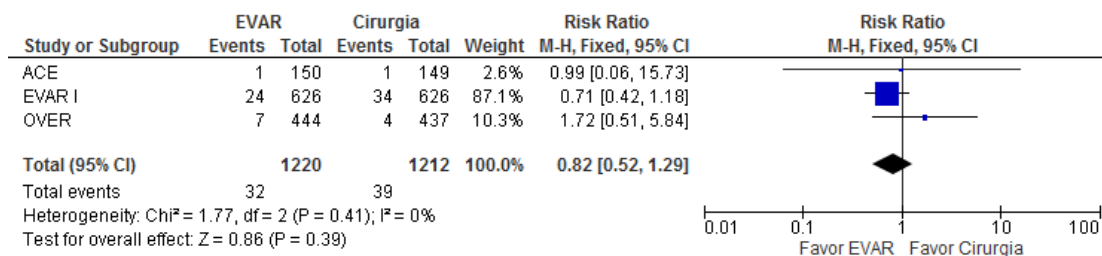 EVAR Cirurgia Risk Ratio Risk Ratio
Study or Subgroup Events Total Events Total Weight M-H, Fixed, 95% CI M-H, Fixed, 95% CI
ACE 1 150 1 149 2.6% 0.99 [0.06, 15.73]
EVAR I 24 626 34 626 87.1% 0.71 [0.42, 1.18]
OVER 7 444 4 437 10.3% 1.72 [0.51, 5.84]
Total (95% CI) 1220 1212 100.0% 0.82 [0.52, 1.29]
Total events 32 39
Heterogeneity: Chi² = 1.77, df = 2 (P = 0.41); I² = 0%
Test for overall effect: Z = 0.86 (P = 0.39)
0.01 0.1 1 10 100
Favor EVAR Favor Cirurgia